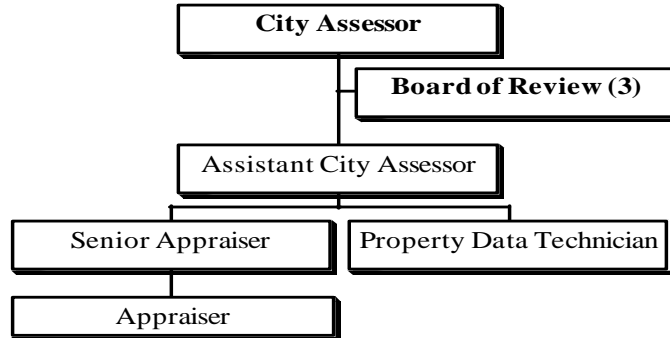 City Assessor
Board of Review (3)
Assistant City Assessor
Senior Appraiser
Property Data Technician
Appraiser